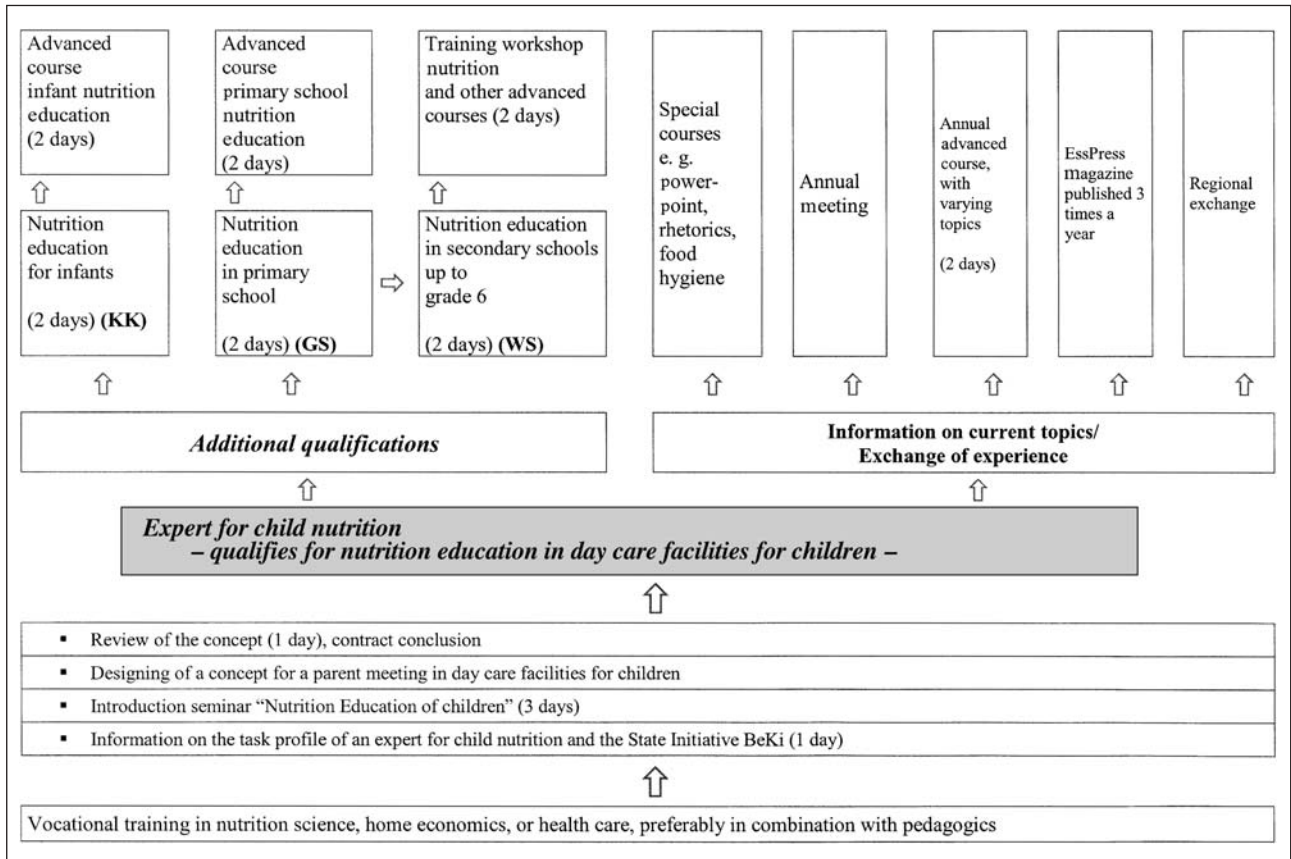 Advanced
course
infant nutrition
education
(2 days)
Advanced
course
primary school
nutrition
education
(2 days)
Training workshop
nutrition
and other advanced
courses (2 days)
Nutrition
education
for infants
(2 days) (KK)
Nutrition
education
in primary
school
(2 days) (GS)
Nutrition education
in secondary schools
up to
grade 6
(2 days) (WS)
Special
courses
e. g.
power-
point,
rhetorics,
food
hygiene
Annual
meeting
Annual
advanced
course,
with
varying
topics
(2 days)
EssPress
magazine
published 3
times a
year
Regional
exchange
Additional qualifications
Information on current topics/
Exchange of experience
Expert for child nutrition
– qualifies for nutrition education in day care facilities for children –
▪ Review of the concept (1 day), contract conclusion
▪ Designing of a concept for a parent meeting in day care facilities for children
▪ Introduction seminar “Nutrition Education of children” (3 days)
▪ Information on the task profile of an expert for child nutrition and the State Initiative BeKi (1 day)
Vocational training in nutrition science, home economics, or health care, preferably in combination with pedagogics